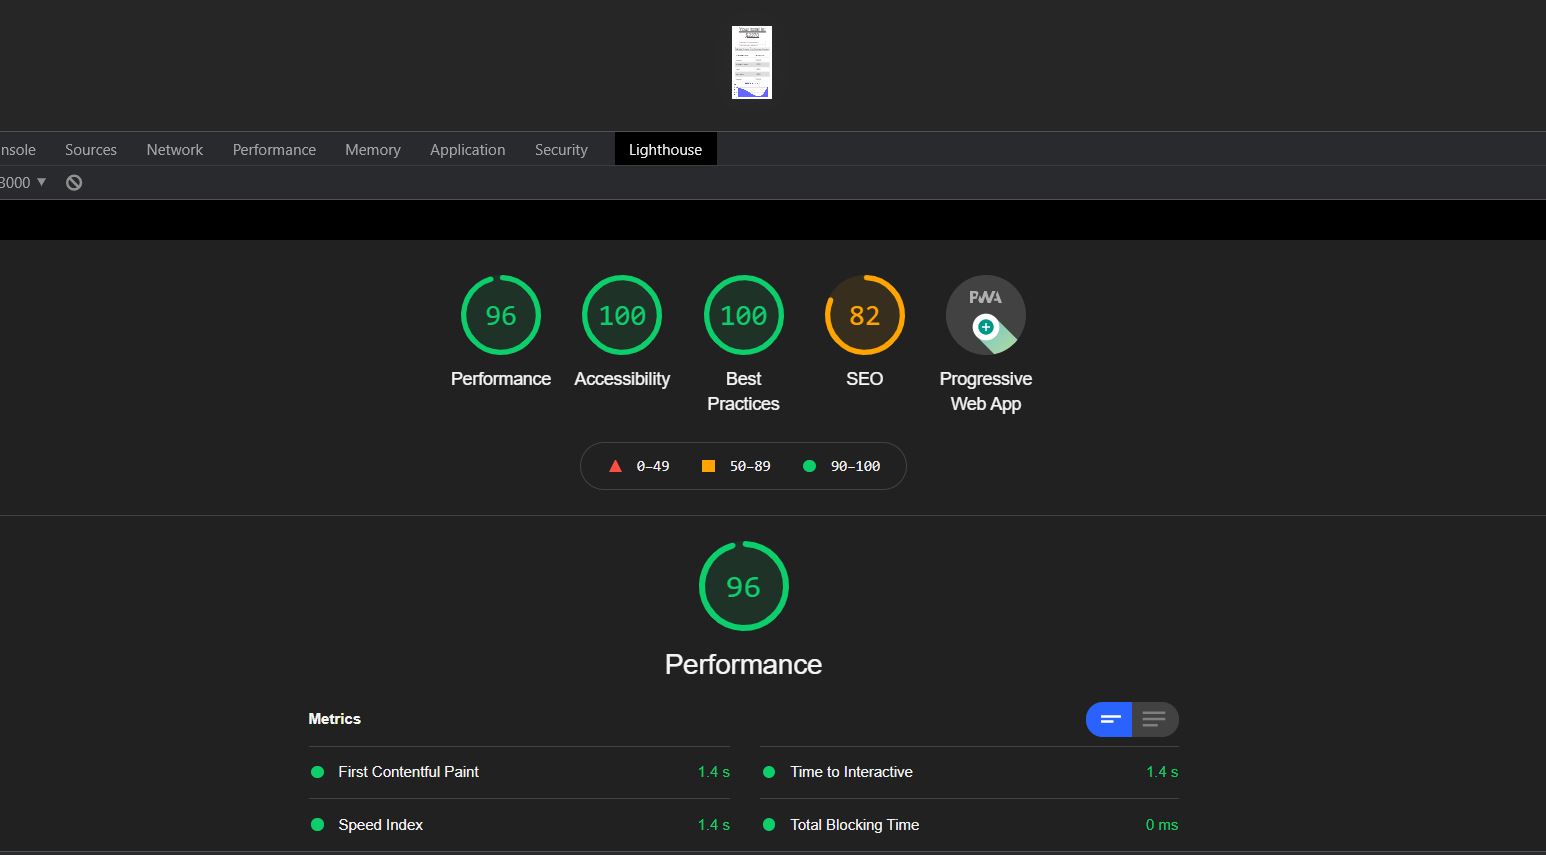 nsole Sources Network Performance Memory Application Security Lighthouse
3000
96 100 100 82 PWA
Performance Accessibility Best Practices SEO Progressive Web App
0–49 50–89 90–100
96
Performance
Metrics
First Contentful Paint 1.4 s Time to Interactive 1.4 s
Speed Index 1.4 s Total Blocking Time 0 ms